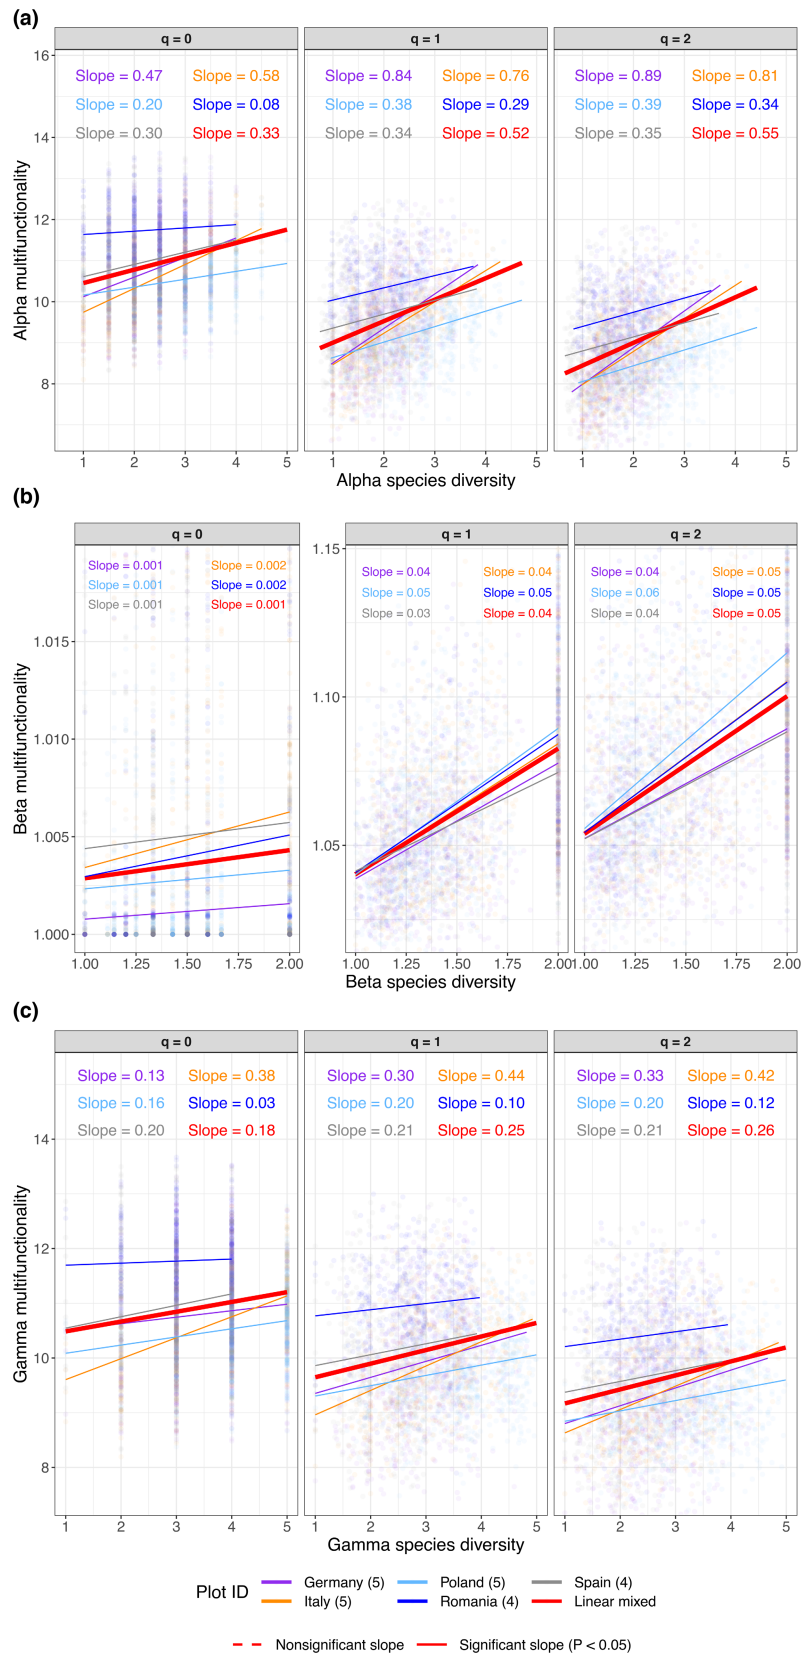 (a)
q = 0 q = 1 q = 2
16
Slope = 0.47 Slope = 0.58 Slope = 0.84 Slope = 0.76 Slope = 0.89 Slope = 0.81
Slope = 0.20 Slope = 0.08 Slope = 0.38 Slope = 0.29 Slope = 0.39 Slope = 0.34
Slope = 0.30 Slope = 0.33 Slope = 0.34 Slope = 0.52 Slope = 0.35 Slope = 0.55
14
12
10
8
Alpha multifunctionality
1 2 3 4 5 1 2 3 4 5 1 2 3 4 5
Alpha species diversity
(b)
q = 0 q = 1 q = 2
1.15
Slope = 0.001 Slope = 0.002 Slope = 0.04 Slope = 0.04 Slope = 0.04 Slope = 0.05
Slope = 0.001 Slope = 0.002 Slope = 0.05 Slope = 0.05 Slope = 0.06 Slope = 0.05
Slope = 0.001 Slope = 0.001 Slope = 0.03 Slope = 0.04 Slope = 0.04 Slope = 0.05
1.015
1.10
1.010
1.005
1.05
1.000
Beta multifunctionality
1.00 1.25 1.50 1.75 2.00 1.00 1.25 1.50 1.75 2.00 1.00 1.25 1.50 1.75 2.00
Beta species diversity
(c)
q = 0 q = 1 q = 2
Slope = 0.13 Slope = 0.38 Slope = 0.30 Slope = 0.44 Slope = 0.33 Slope = 0.42
Slope = 0.16 Slope = 0.03 Slope = 0.20 Slope = 0.10 Slope = 0.20 Slope = 0.12
Slope = 0.20 Slope = 0.18 Slope = 0.21 Slope = 0.25 Slope = 0.21 Slope = 0.26
14
12
10
8
Gamma multifunctionality
1 2 3 4 5 1 2 3 4 5 1 2 3 4 5
Gamma species diversity
Plot ID
Germany (5) Poland (5) Spain (4)
Italy (5) Romania (4) Linear mixed
Nonsignificant slope Significant slope (P < 0.05)